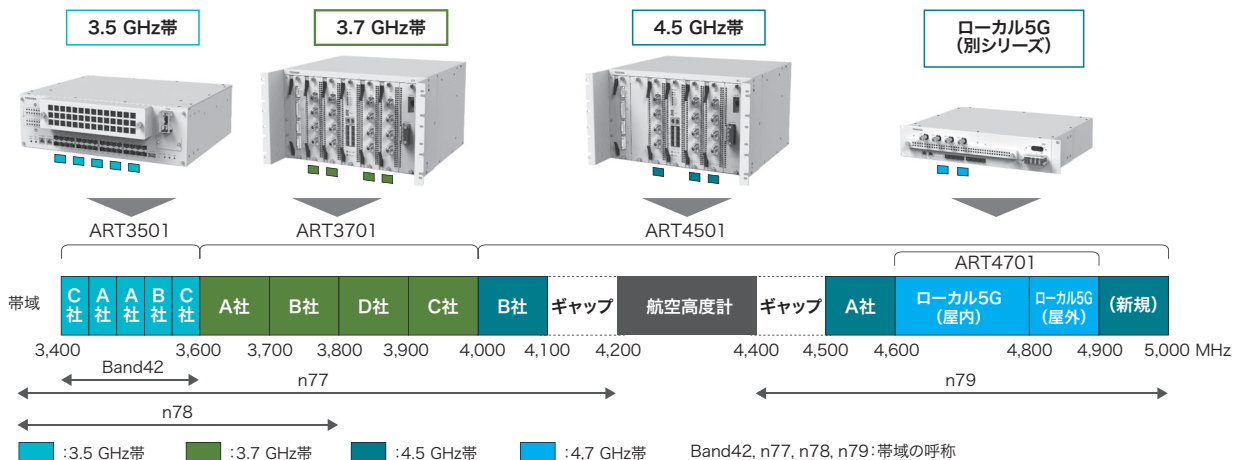 3.5 GHz帯
3.7 GHz帯
4.5 GHz帯
ローカル5G
(別シリーズ)
ART3501
ART3701
ART4501
ART4701
帯域
C社
A社
A社
B社
C社
A社
B社
D社
C社
B社
ギャップ
航空高度計
ギャップ
A社
ローカル5G
(屋内)
ローカル5G
(屋外)
(新規)
3,400 3,600 3,700 3,800 3,900 4,000 4,100 4,200 4,400 4,500 4,600 4,800 4,900 5,000 MHz
Band42
n77
n79
n78
:3.5 GHz帯
:3.7 GHz帯
:4.5 GHz帯
:4.7 GHz帯
Band42, n77, n78, n79:帯域の呼称